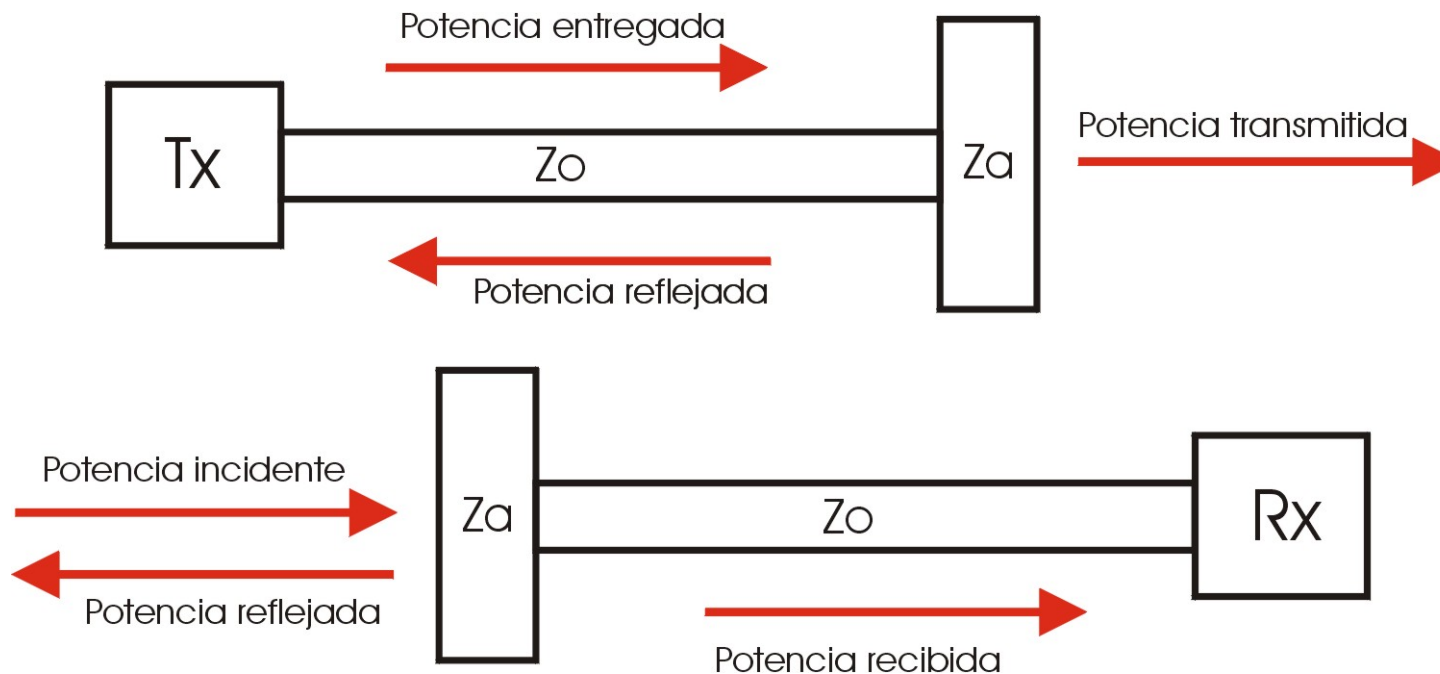 Potencia entregada
Tx
Zo
Za
Potencia transmitida
Potencia reflejada
Potencia incidente
Za
Zo
Rx
Potencia reflejada
Potencia recibida